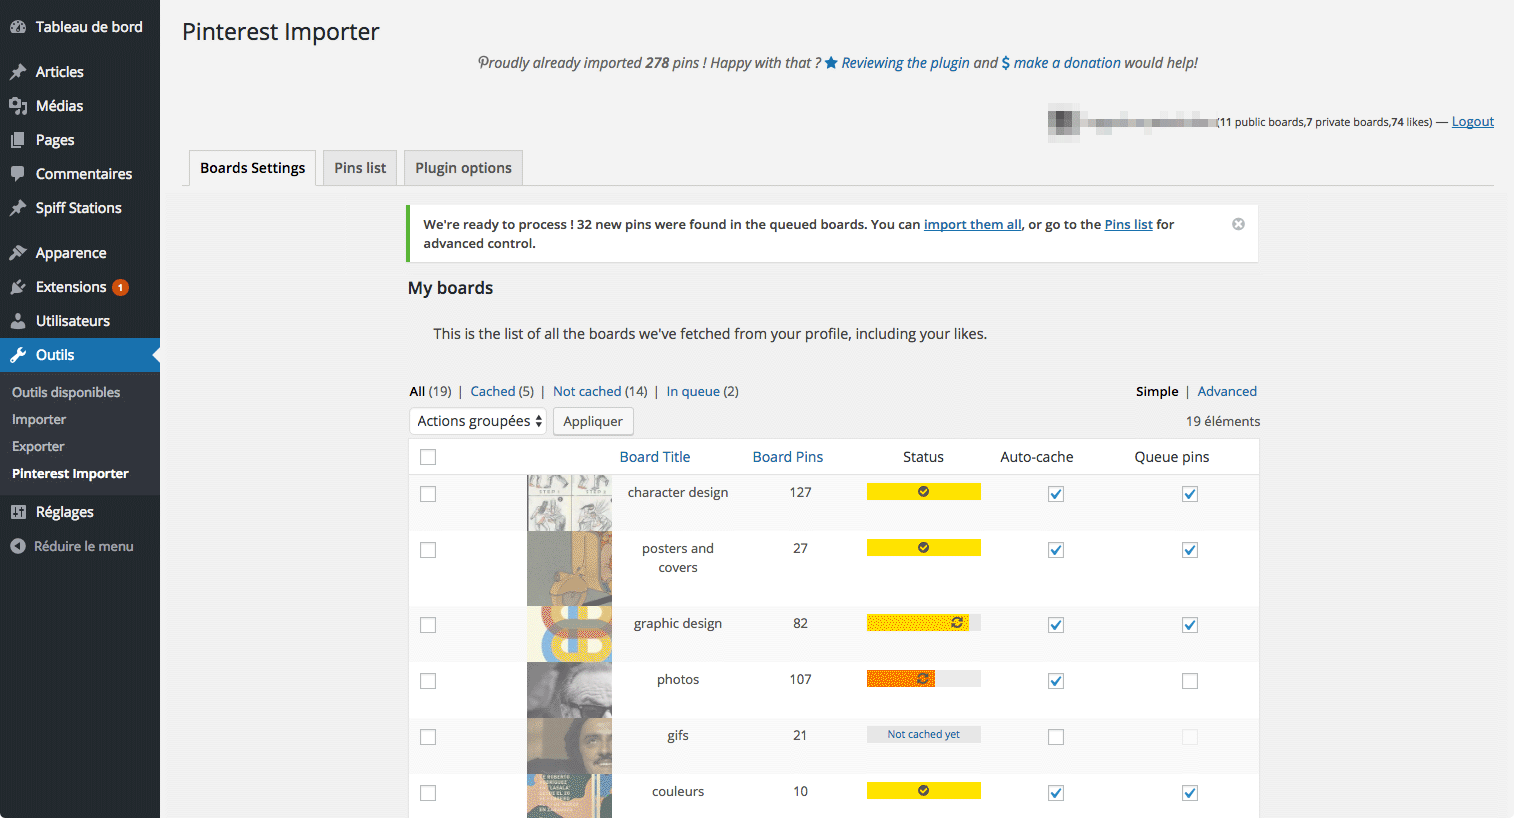 Tableau de bord
Articles
Médias
Pages
Commentaires
Spiff Stations
Apparence
Extensions 1
Utilisateurs
Outils
Outils disponibles
Importer
Exporter
Pinterest Importer
Réglages
Réduire le menu
Pinterest Importer
Proudly already imported 278 pins ! Happy with that ? Reviewing the plugin and $ make a donation would help!
(11 public boards,7 private boards,74 likes) — Logout
Boards Settings
Pins list
Plugin options
We're ready to process ! 32 new pins were found in the queued boards. You can import them all, or go to the Pins list for
advanced control.
My boards
This is the list of all the boards we've fetched from your profile, including your likes.
All (19) | Cached (5) | Not cached (14) | In queue (2)
Simple | Advanced
Actions groupées
Appliquer
19 éléments
Board Title Board Pins Status Auto-cache Queue pins
STEP 1
character design 127
posters and
covers
27
graphic design 82
photos 107
gifs 21 Not cached yet
couleurs 10